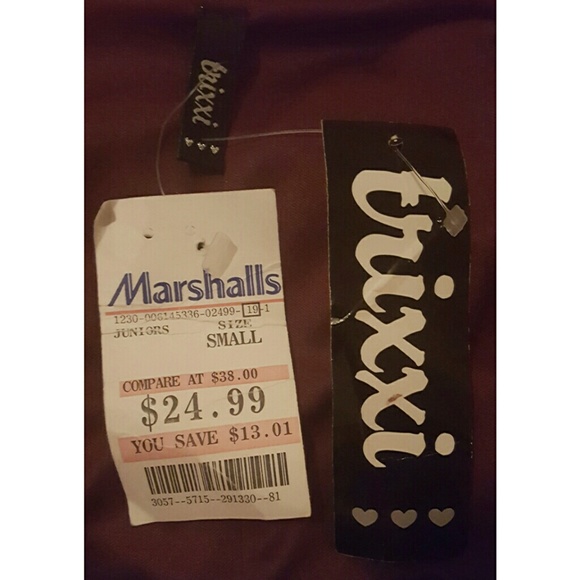 trixxi
Marshalls
1230-008145336-02499-19-1
JUNIORS SIZE
SMALL
COMPARE AT $38.00
$24.99
YOU SAVE $13.01
3057--5715--291330--81
trixxi